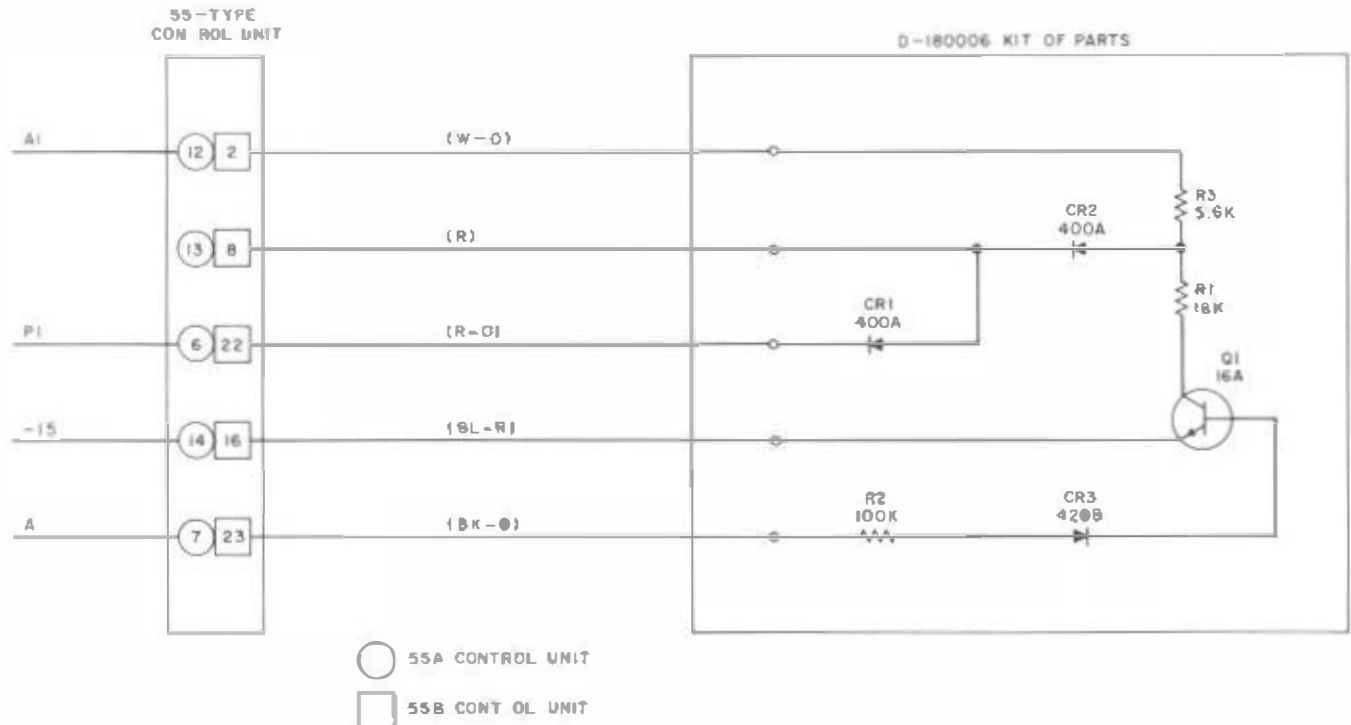 55-TYPE
CON ROL UNIT
D-180006 KIT OF PARTS
A1
12 2
(W-O)
R3
5.6K
CR2
400A
13 8
(R)
R1
18K
CR1
400A
P1
6 22
(R-O)
Q1
16A
-15
14 16
(BL-R)
R2
100K
CR3
420B
A
7 23
(BK-O)
55A CONTROL UNIT
55B CONT OL UNIT